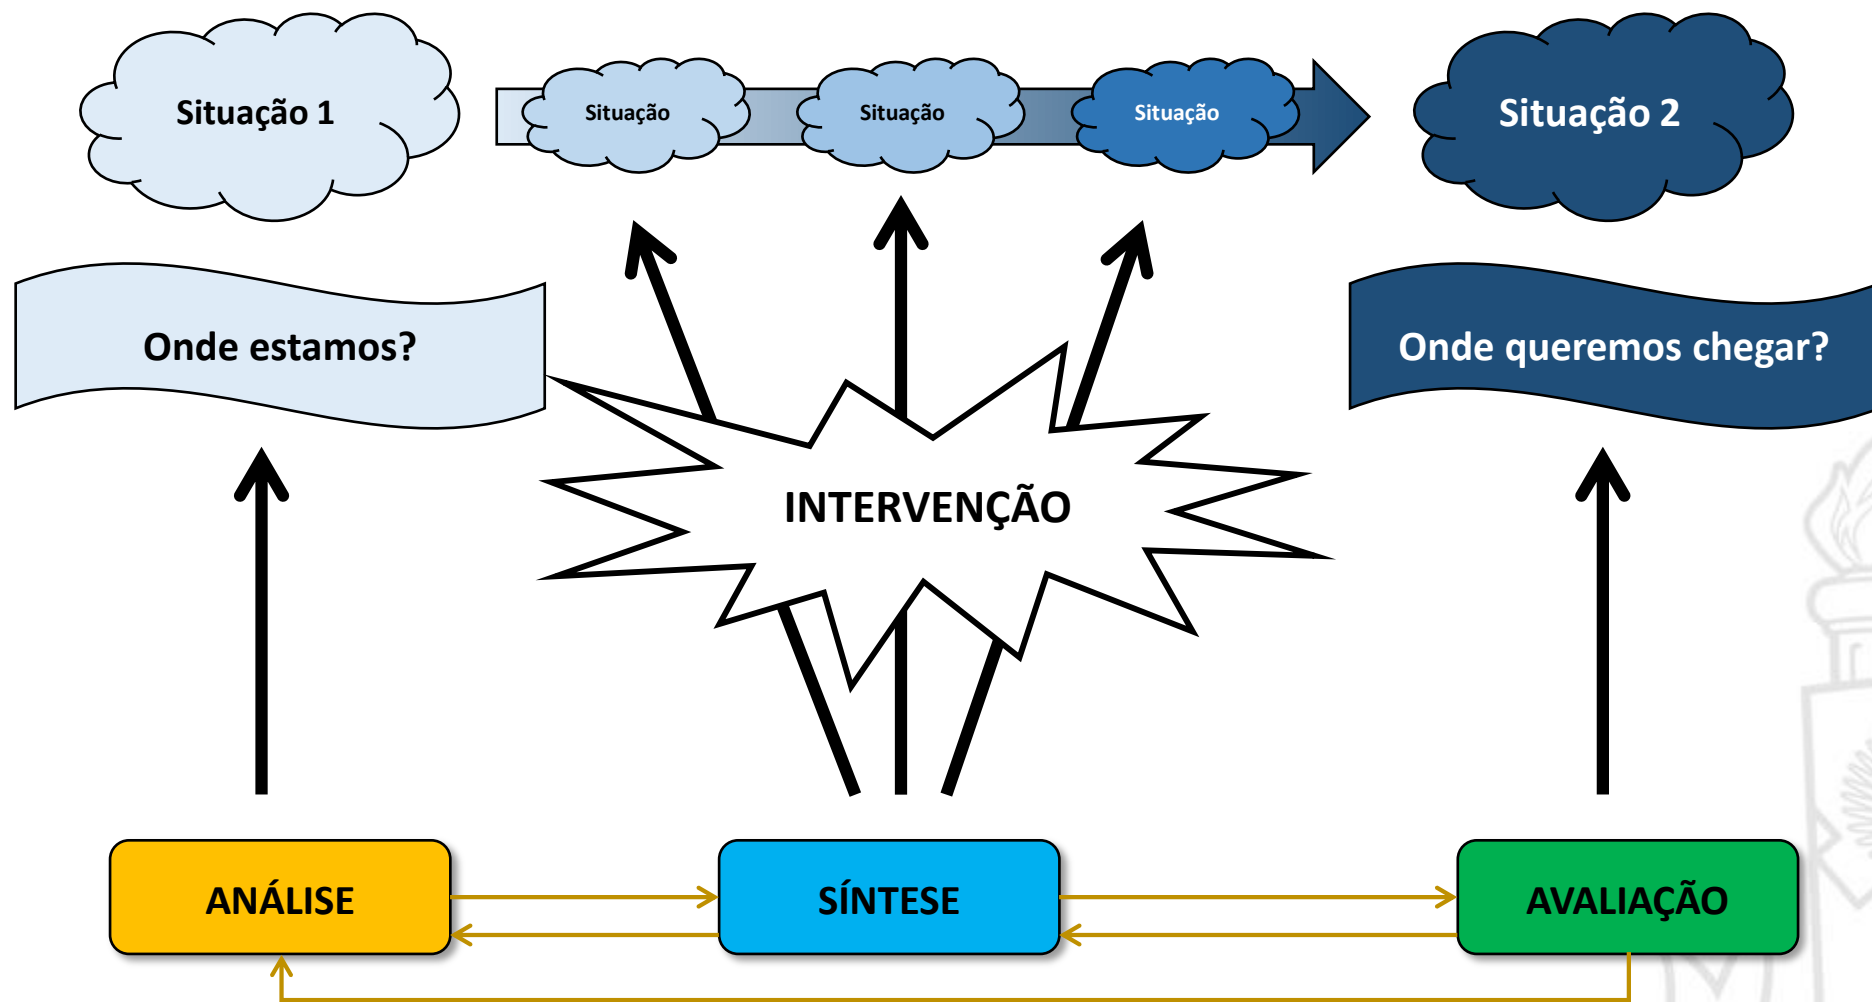 Situação 1
Situação
Situação
Situação
Situação 2
Onde estamos?
Onde queremos chegar?
INTERVENÇÃO
ANÁLISE
SÍNTESE
AVALIAÇÃO